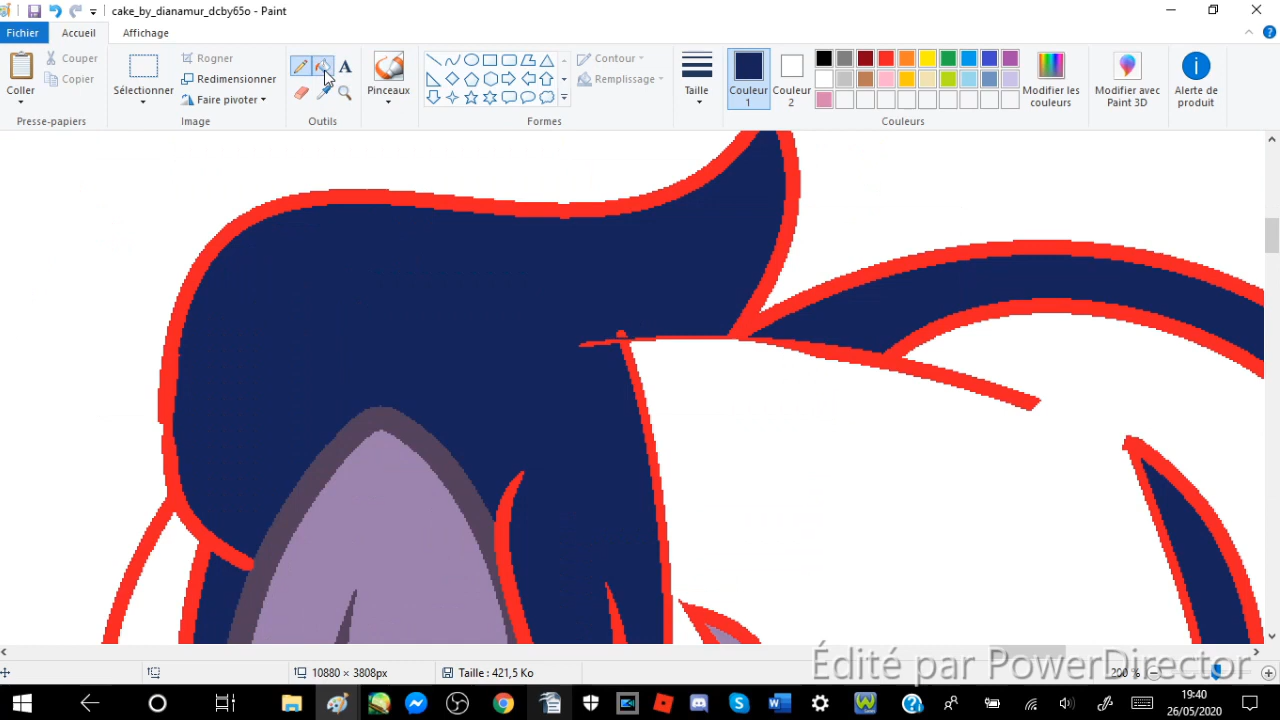 cake_by_dianamur_dcby65o - Paint
Fichier
Accueil
Affichage
Coller
Couper
Copier
Presse-papiers
Sélectionner
Rogner
Redimensionner
Faire pivoter
Image
A
Outils
Pinceaux
Contour
Remplissage
Formes
Taille
Couleur 1
Couleur 2
Modifier les couleurs
Couleurs
Modifier avec Paint 3D
Alerte de produit
Édité par PowerDirector
10880 × 3808px
Taille : 421,5 Ko
200 %
19:40
26/05/2020